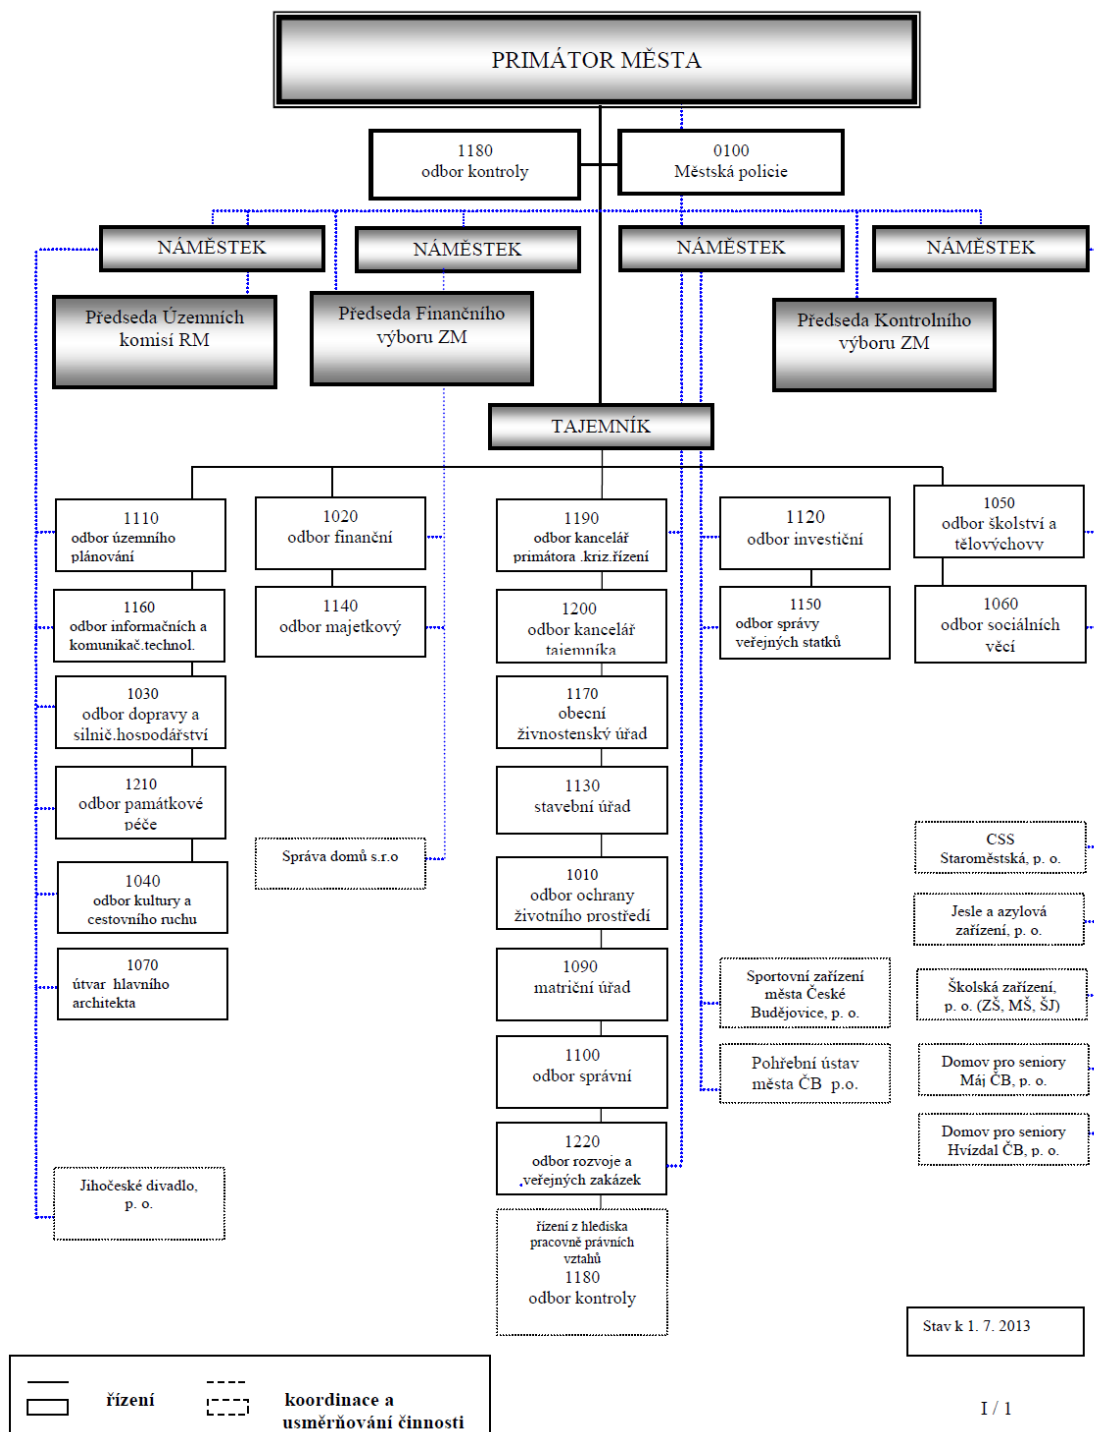 PRIMÁTOR MĚSTA
1180
odbor kontroly
0100
Městská policie
NÁMĚSTEK
NÁMĚSTEK
NÁMĚSTEK
NÁMĚSTEK
Předseda Územních
komisí RM
Předseda Finančního
výboru ZM
Předseda Kontrolního
výboru ZM
TAJEMNÍK
1110
odbor územního
plánování
1160
odbor informačních a
komunikač.technol.
1030
odbor dopravy a
silnič.hospodářství
1210
odbor památkové
péče
1040
odbor kultury a
cestovního ruchu
1070
útvar hlavního
architekta
Jihočeské divadlo,
p. o.
1020
odbor finanční
1140
odbor majetkový
Správa domů s.r.o
1190
odbor kancelář
primátora .kriz.řízení
1200
odbor kancelář
tajemníka
1170
obecní
živnostenský úřad
1130
stavební úřad
1010
odbor ochrany
životního prostředí
1090
matriční úřad
1100
odbor správní
1220
odbor rozvoje a
veřejných zakázek
řízení z hlediska
pracovně právních
vztahů
1180
odbor kontroly
1120
odbor investiční
1150
odbor správy
veřejných statků
Sportovní zařízení
města České
Budějovice, p. o.
Pohřební ústav
města ČB p.o.
1050
odbor školství a
tělovýchovy
1060
odbor sociálních
věcí
CSS
Staroměstská, p. o.
Jesle a azylová
zařízení, p. o.
Školská zařízení,
p. o. (ZŠ, MŠ, ŠJ)
Domov pro seniory
Máj ČB, p. o.
Domov pro seniory
Hvízdal ČB, p. o.
Stav k 1. 7. 2013
řízení
koordinace a
usměrňování činnosti
I / 1